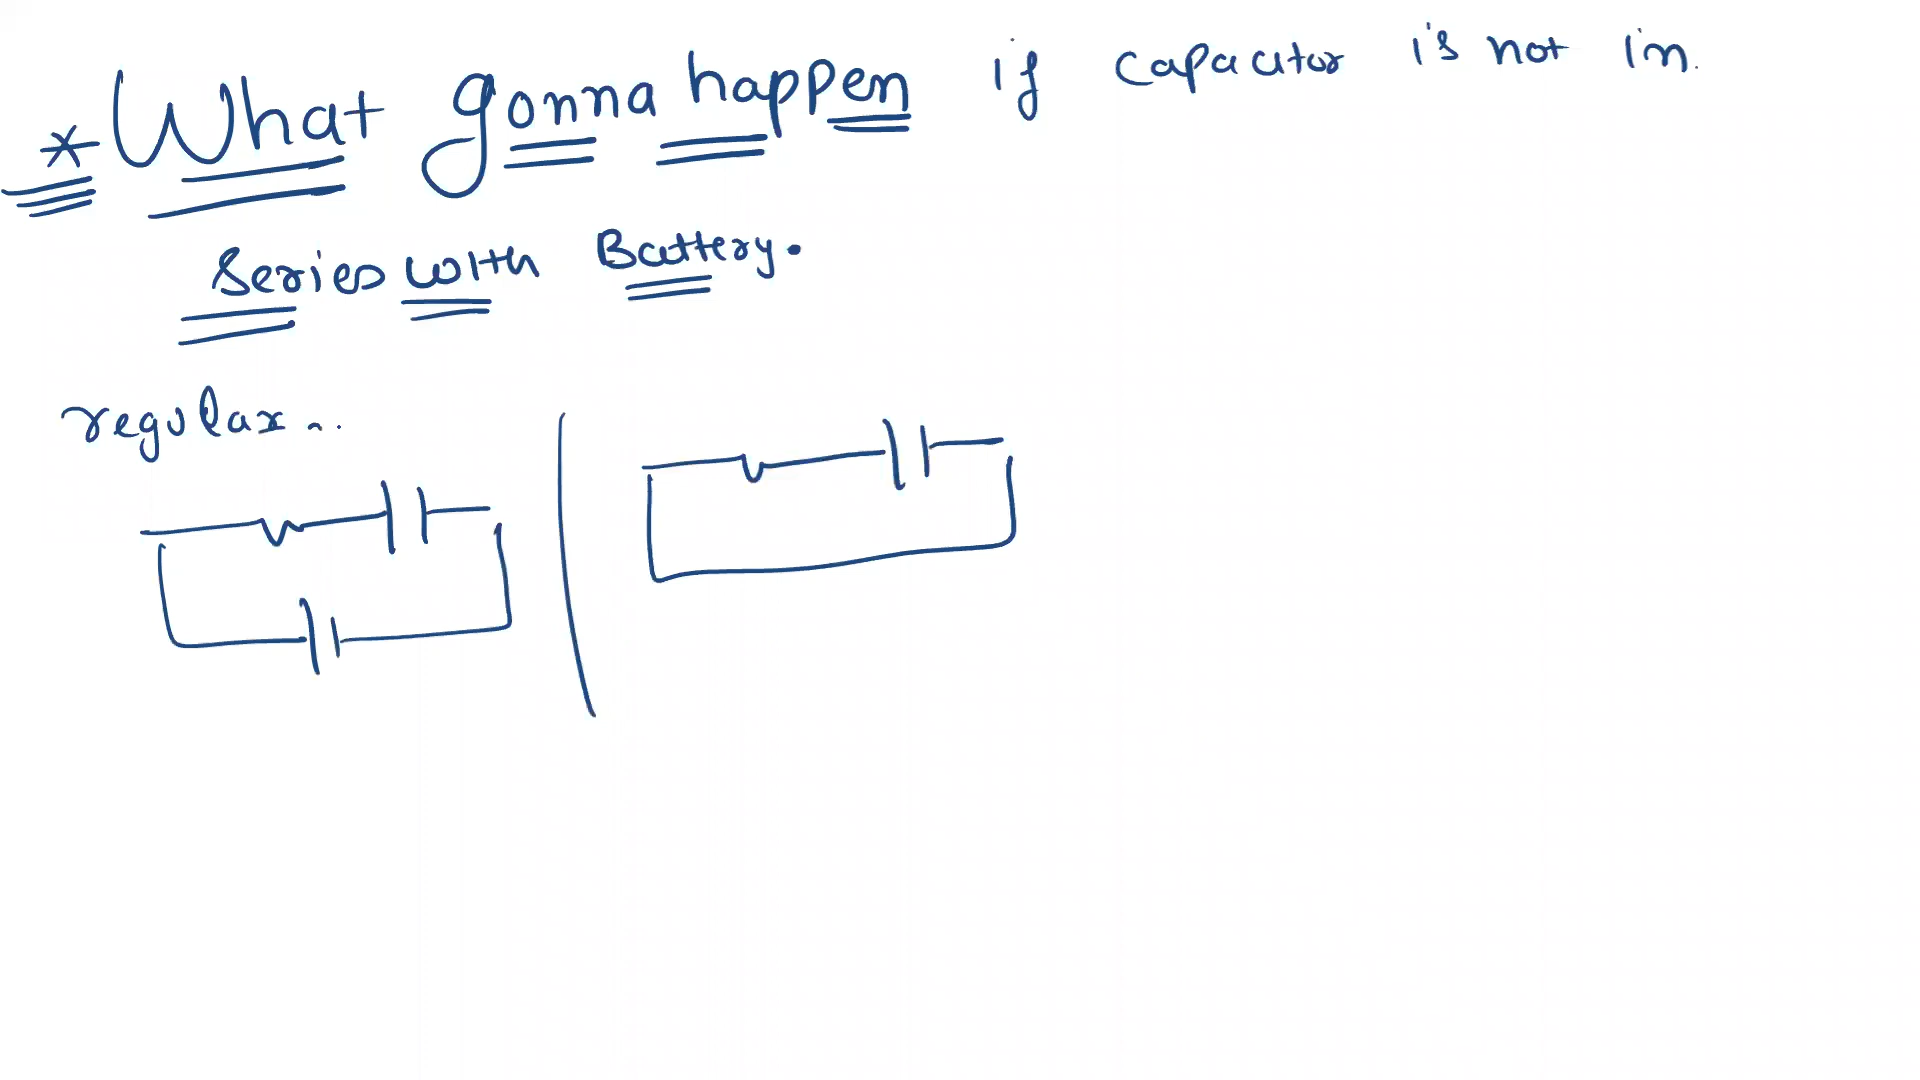 * What gonna happen if capacitor is not in.
Series with Battery.
regular..